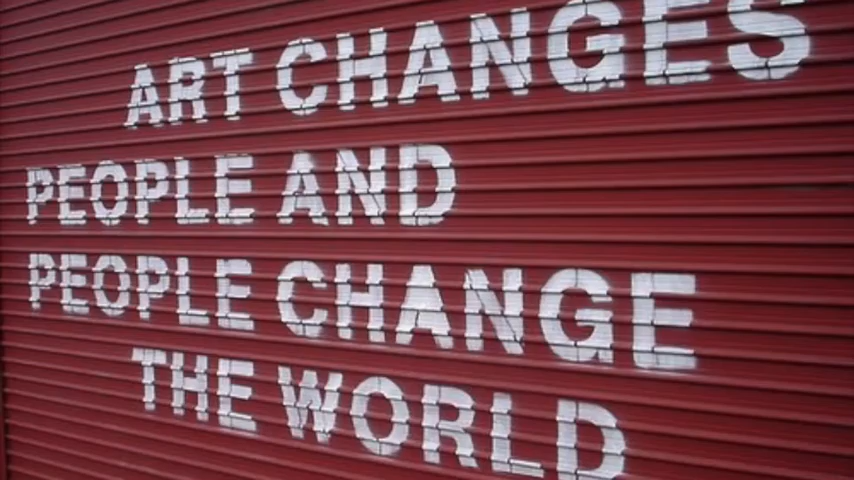 ART CHANGES
PEOPLE AND
PEOPLE CHANGE
THE WORLD